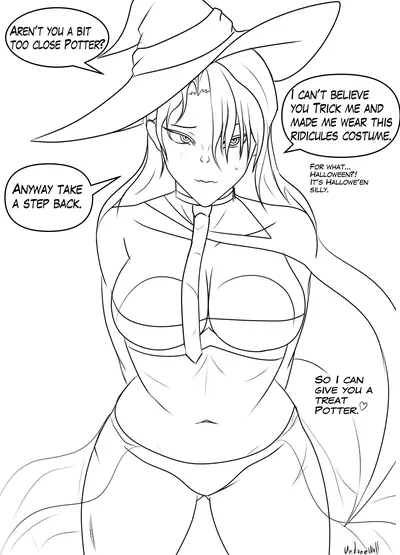 AREN'T YOU A BIT
TOO CLOSE POTTER?
I CAN'T BELIEVE
YOU TRICK ME AND
MADE ME WEAR THIS
RIDICULES COSTUME.
FOR WHAT...
HALLOWEEN?!
IT'S HALLOWE'EN
SILLY.
ANYWAY TAKE
A STEP BACK.
SO I CAN
GIVE YOU A
TREAT
POTTER.♡